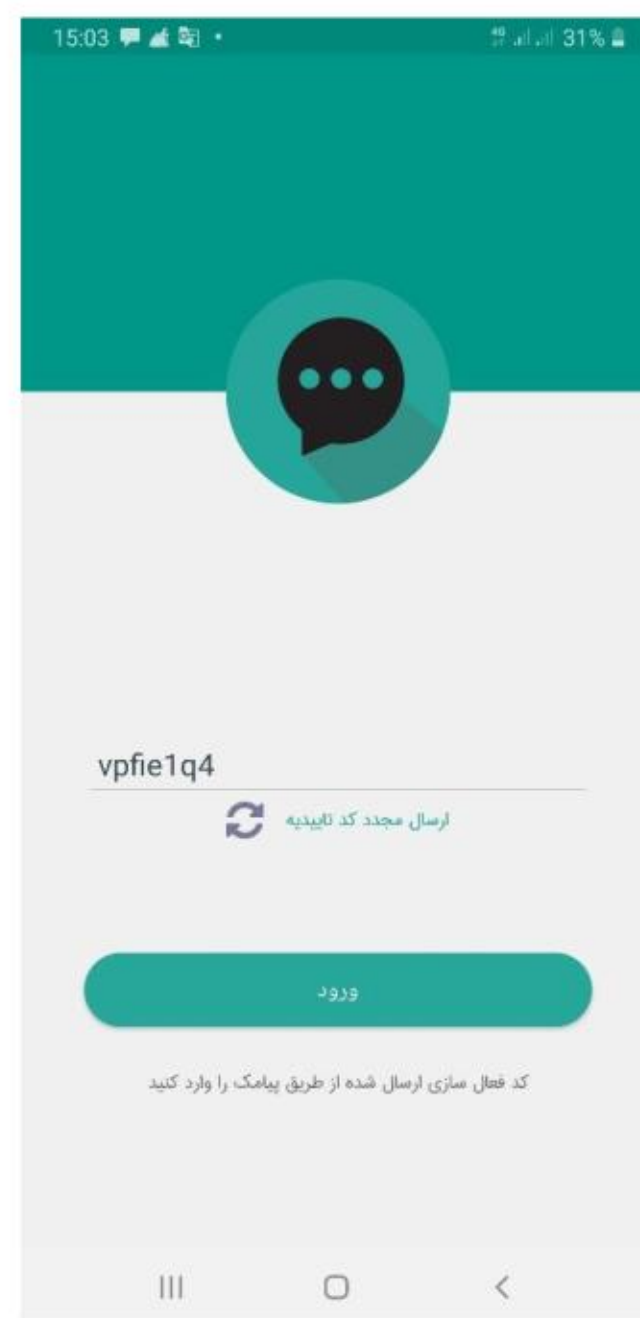 15:03
4G 31%
vpfie1q4
ارسال مجدد کد تاییدیه
ورود
کد فعال سازی ارسال شده از طریق پیامک را وارد کنید